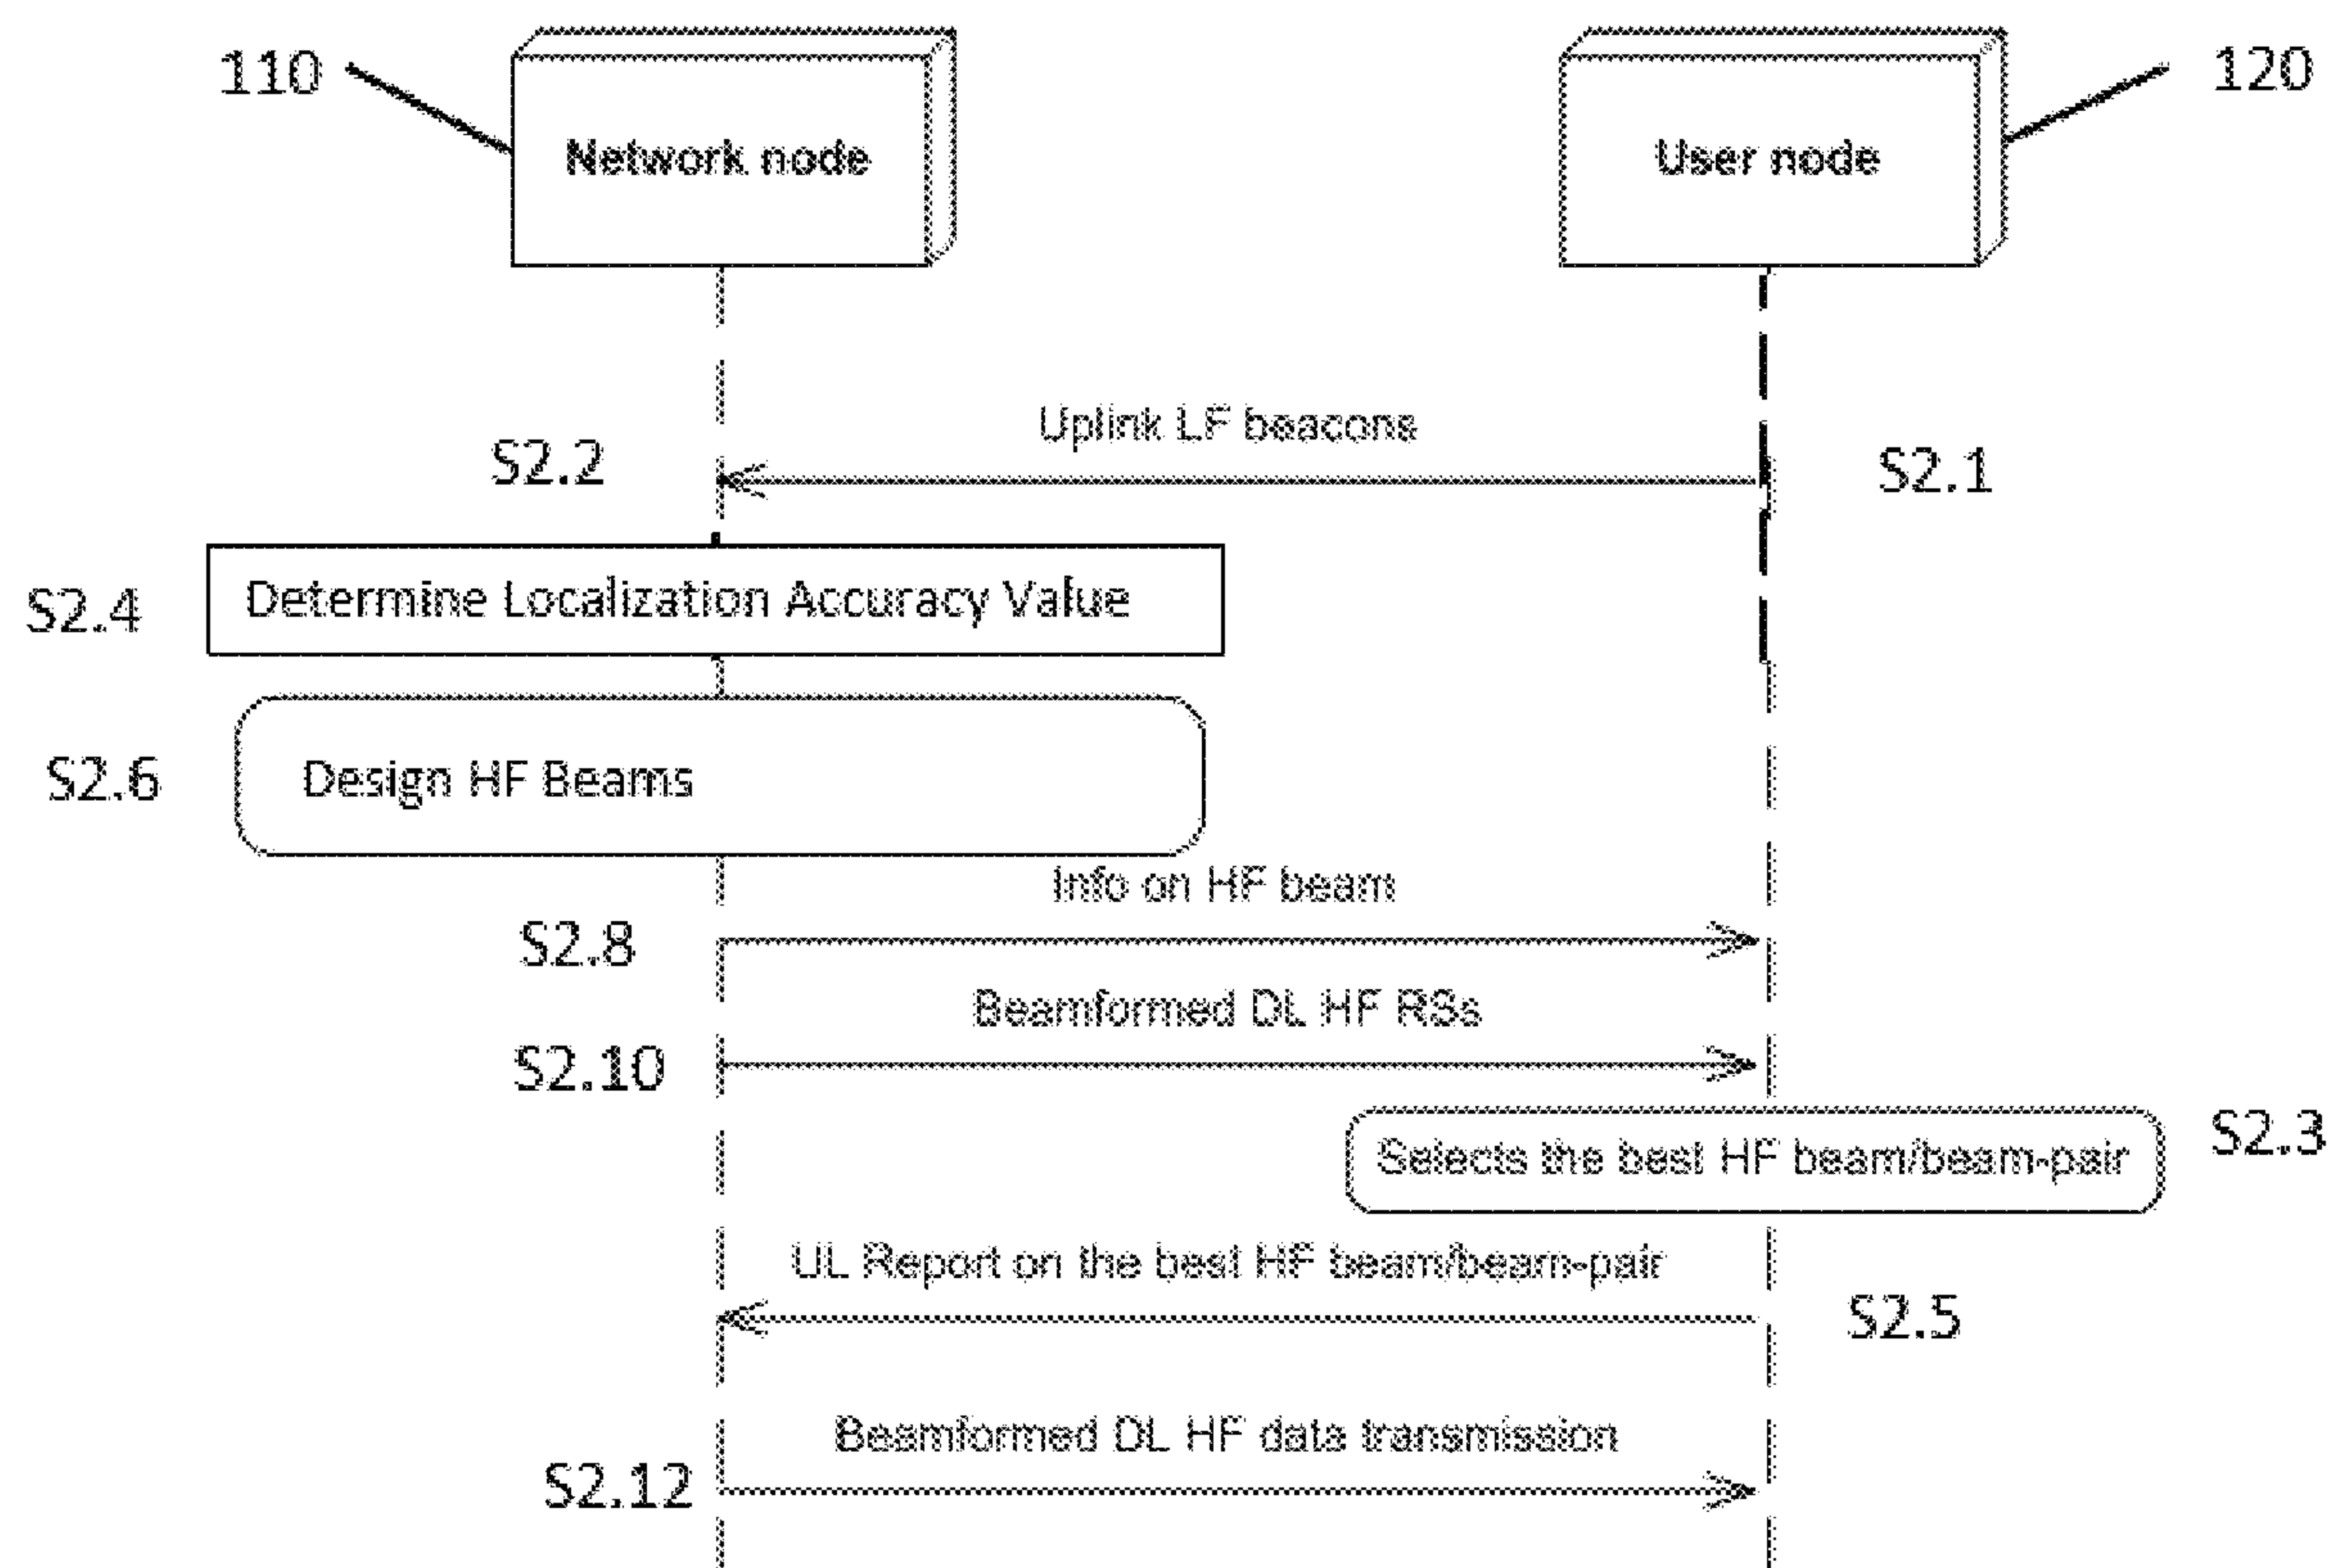 110
Network node
User node
120
Uplink LF beacons
S2.2
S2.1
Determine Localization Accuracy Value
S2.4
Design HF Beams
S2.6
Info on HF beam
S2.8
Beamformed DL HF RSs
S2.10
Selects the best HF beam/beam-pair
S2.3
UL Report on the best HF beam/beam-pair
S2.5
Beamformed DL HF data transmission
S2.12